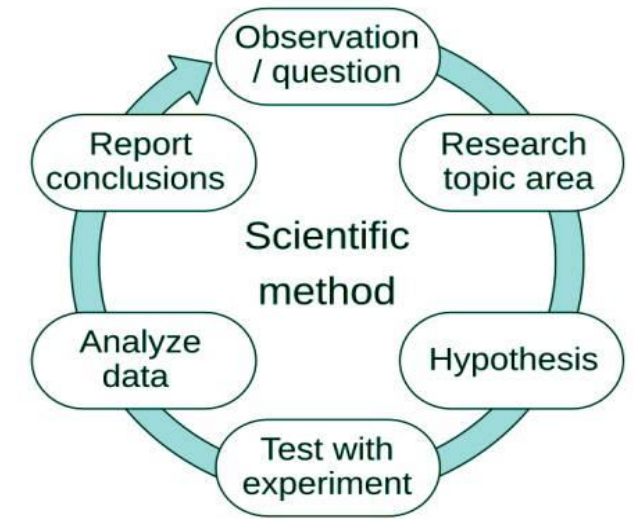 Observation
/ question
Research
topic area
Hypothesis
Test with
experiment
Analyze
data
Report
conclusions
Scientific
method